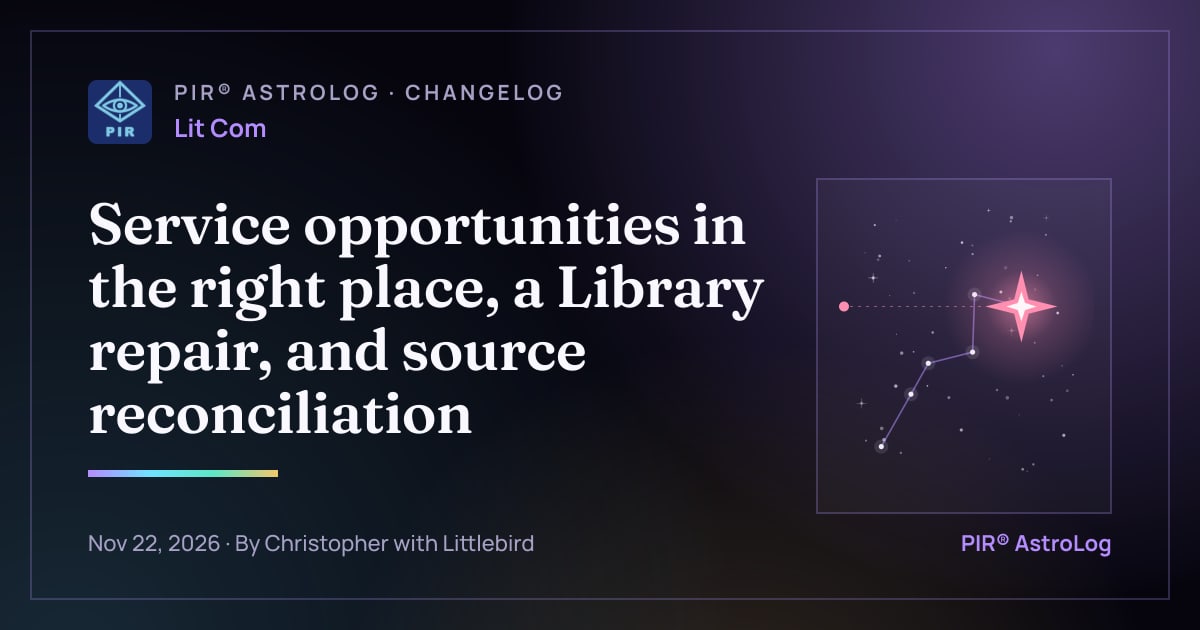 PIR
PIR® ASTROLOG · CHANGELOG
Lit Com
Service opportunities in
the right place, a Library
repair, and source
reconciliation
Nov 22, 2026 · By Christopher with Littlebird
PIR® AstroLog